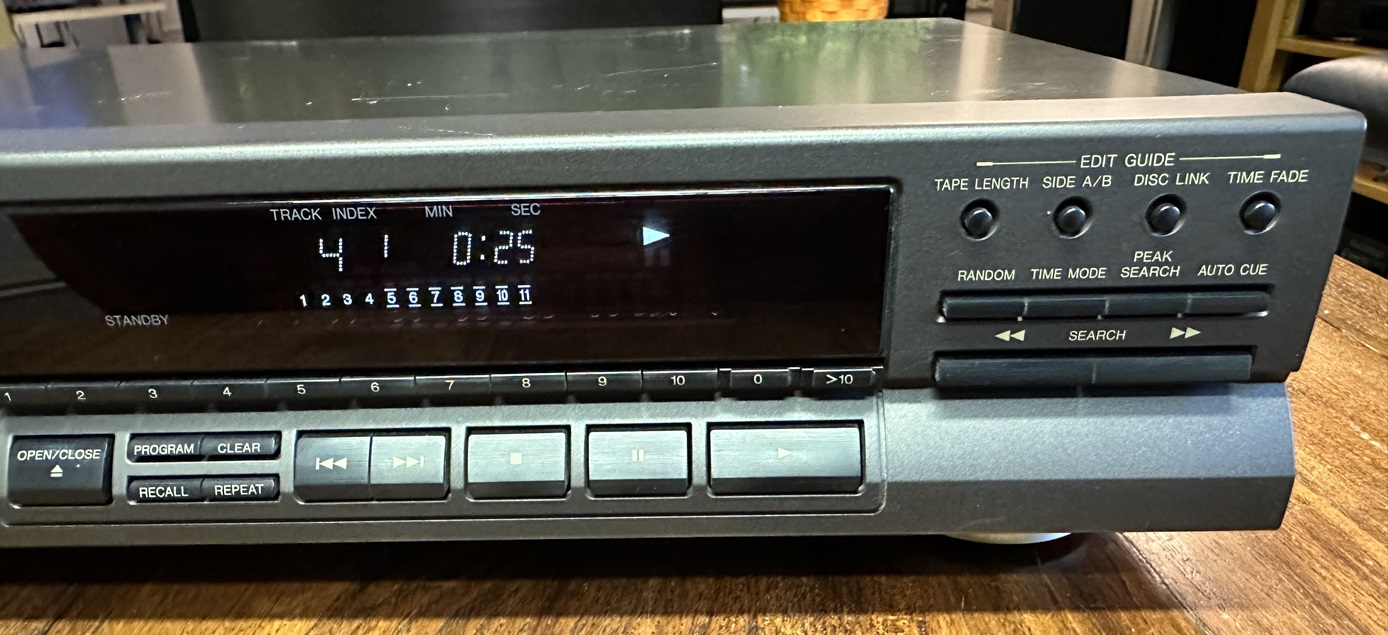 EDIT GUIDE
TAPE LENGTH SIDE A/B DISC LINK TIME FADE
TRACK INDEX MIN SEC
4 1 0:25
PEAK
RANDOM TIME MODE SEARCH AUTO CUE
1 2 3 4 5 6 7 8 9 10 11
STANDBY
SEARCH
1 2 3 4 5 6 7 8 9 10 0 >10
OPEN/CLOSE PROGRAM CLEAR
RECALL REPEAT